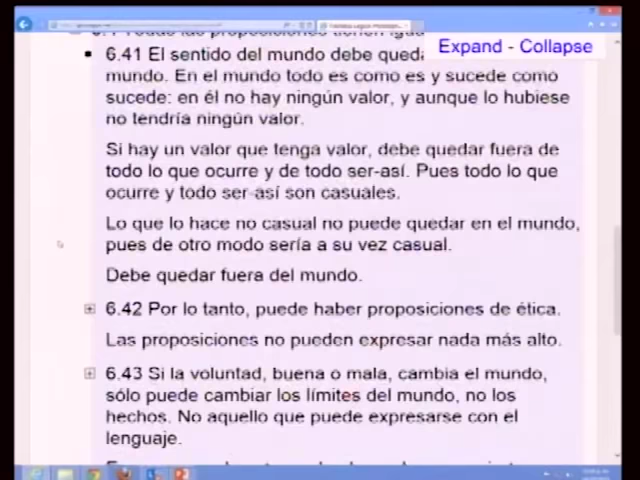 Expand - Collapse
6.41 El sentido del mundo debe
mundo. En el mundo todo es como es y sucede como
sucede: en él no hay ningún valor, y aunque lo hubiese
no tendría ningún valor.
Si hay un valor que tenga valor, debe quedar fuera de
todo lo que ocurre y de todo ser-así. Pues todo lo que
ocurre y todo ser-así son casuales.
Lo que lo hace no casual no puede quedar en el mundo,
pues de otro modo sería a su vez casual.
Debe quedar fuera del mundo.
6.42 Por lo tanto, puede haber proposiciones de ética.
Las proposiciones no pueden expresar nada más alto.
6.43 Si la voluntad, buena o mala, cambia el mundo,
sólo puede cambiar los límites del mundo, no los
hechos. No aquello que puede expresarse con el
lenguaje.